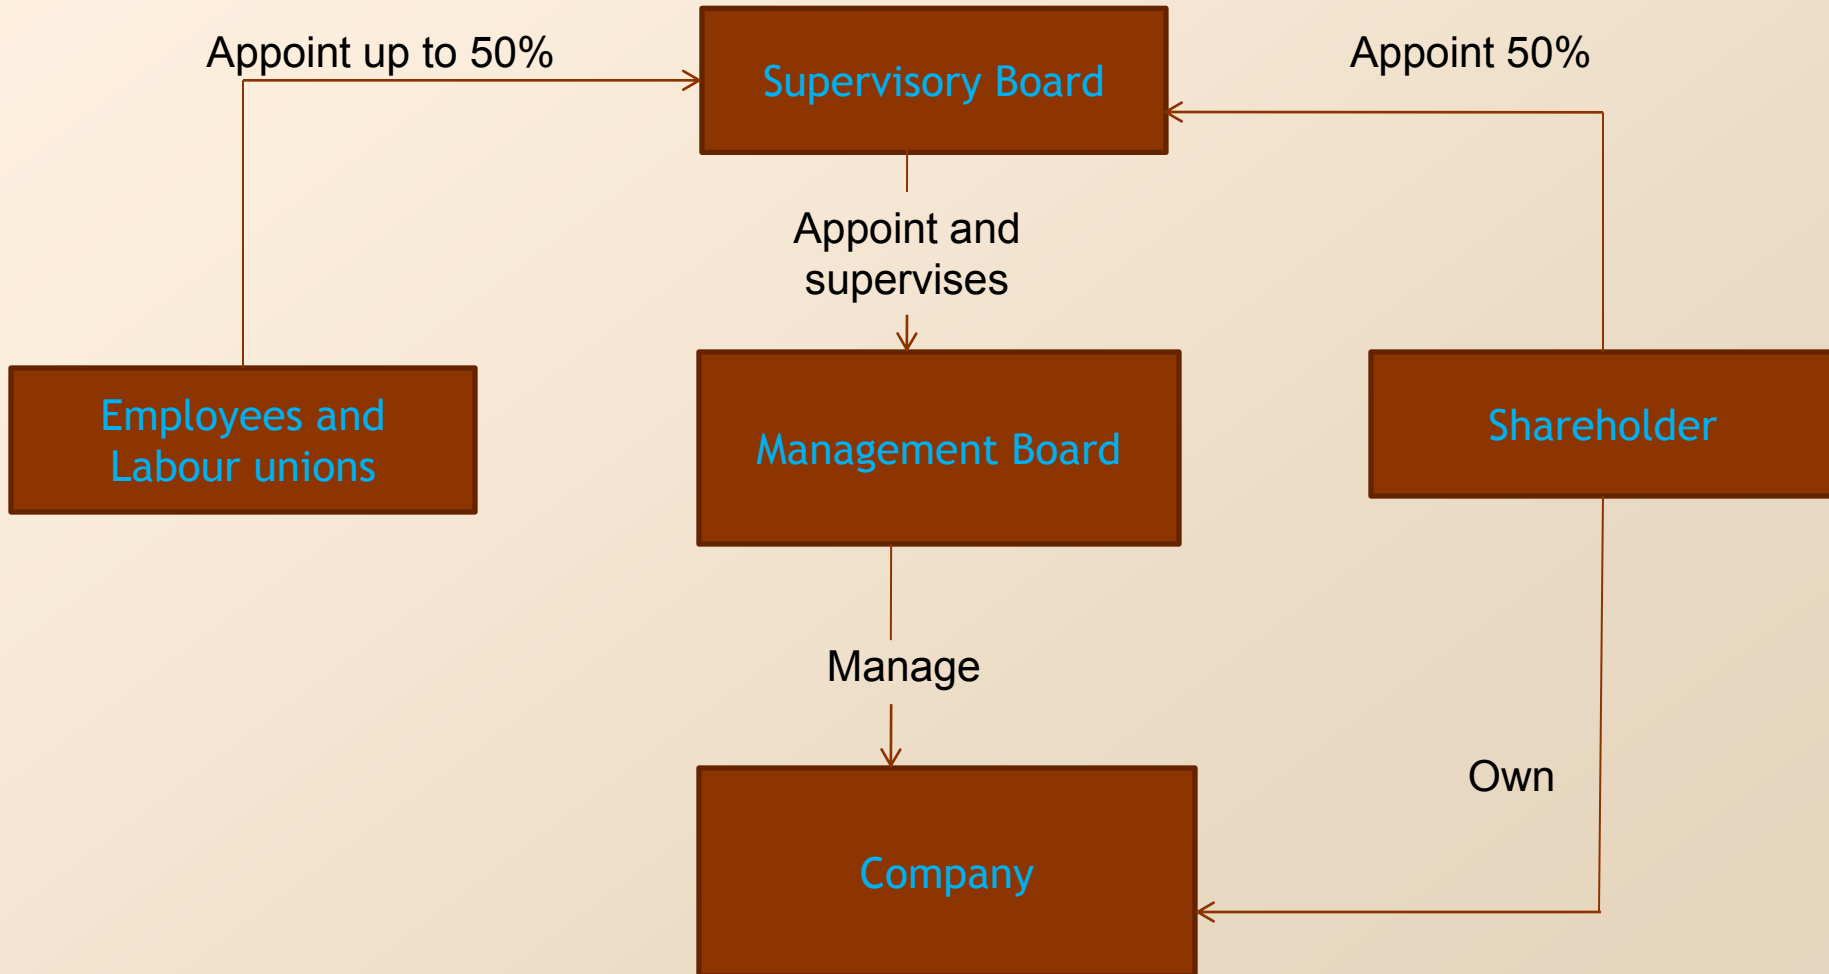 Appoint up to 50%
Supervisory Board
Appoint 50%
Appoint and
supervises
Employees and
Labour unions
Management Board
Shareholder
Manage
Own
Company